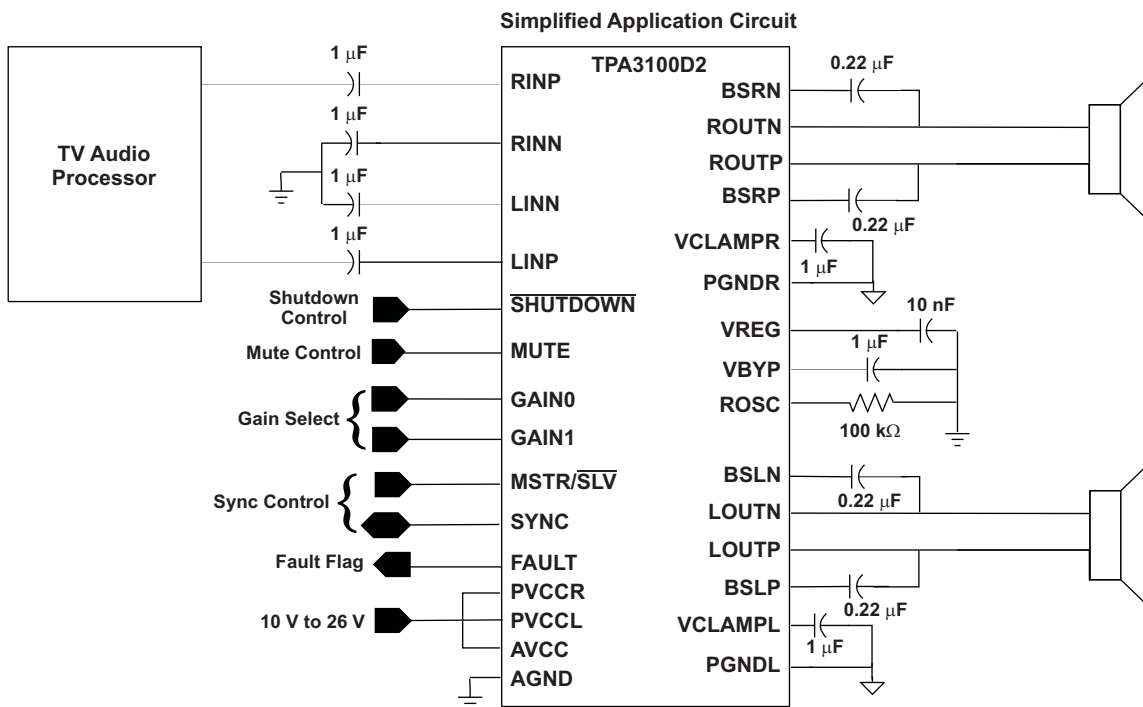 Simplified Application Circuit
TV Audio
Processor
1 μF
1 μF
1 μF
1 μF
Shutdown
Control
Mute Control
Gain Select
Sync Control
Fault Flag
10 V to 26 V
TPA3100D2
RINP
RINN
LINN
LINP
SHUTDOWN
MUTE
GAIN0
GAIN1
MSTR/SLV
SYNC
FAULT
PVCCR
PVCCL
AVCC
AGND
BSRN
ROUTN
ROUTP
BSRP
VCLAMPR
PGNDR
VREG
VBYP
ROSC
BSLN
LOUTN
LOUTP
BSLP
VCLAMPL
PGNDL
0.22 μF
0.22 μF
1 μF
10 nF
1 μF
100 kΩ
0.22 μF
0.22 μF
1 μF